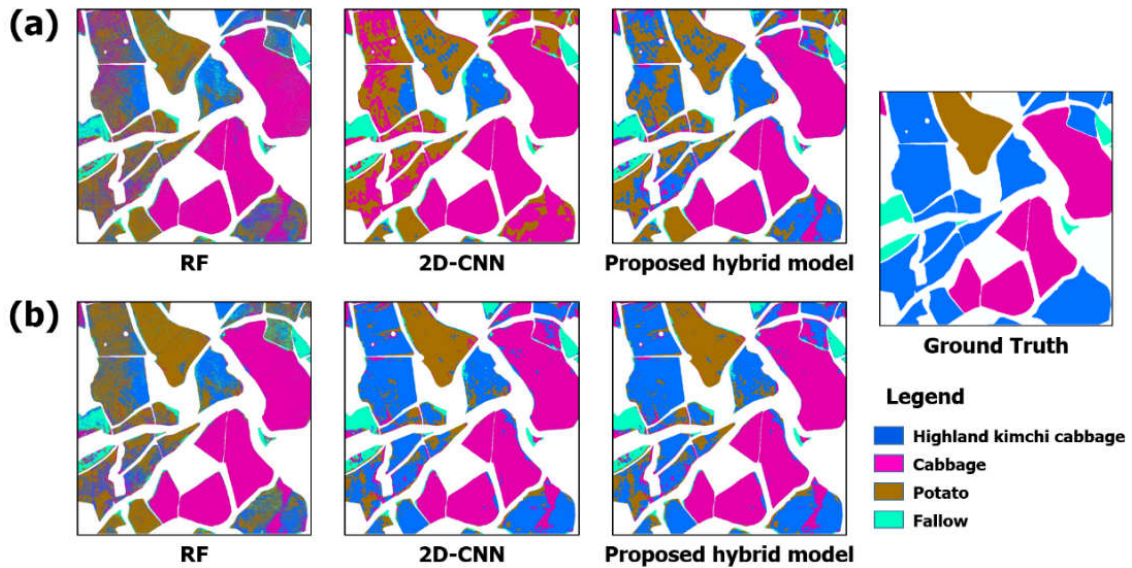 (a)
RF
2D-CNN
Proposed hybrid model
(b)
RF
2D-CNN
Proposed hybrid model
Ground Truth
Legend
Highland kimchi cabbage
Cabbage
Potato
Fallow